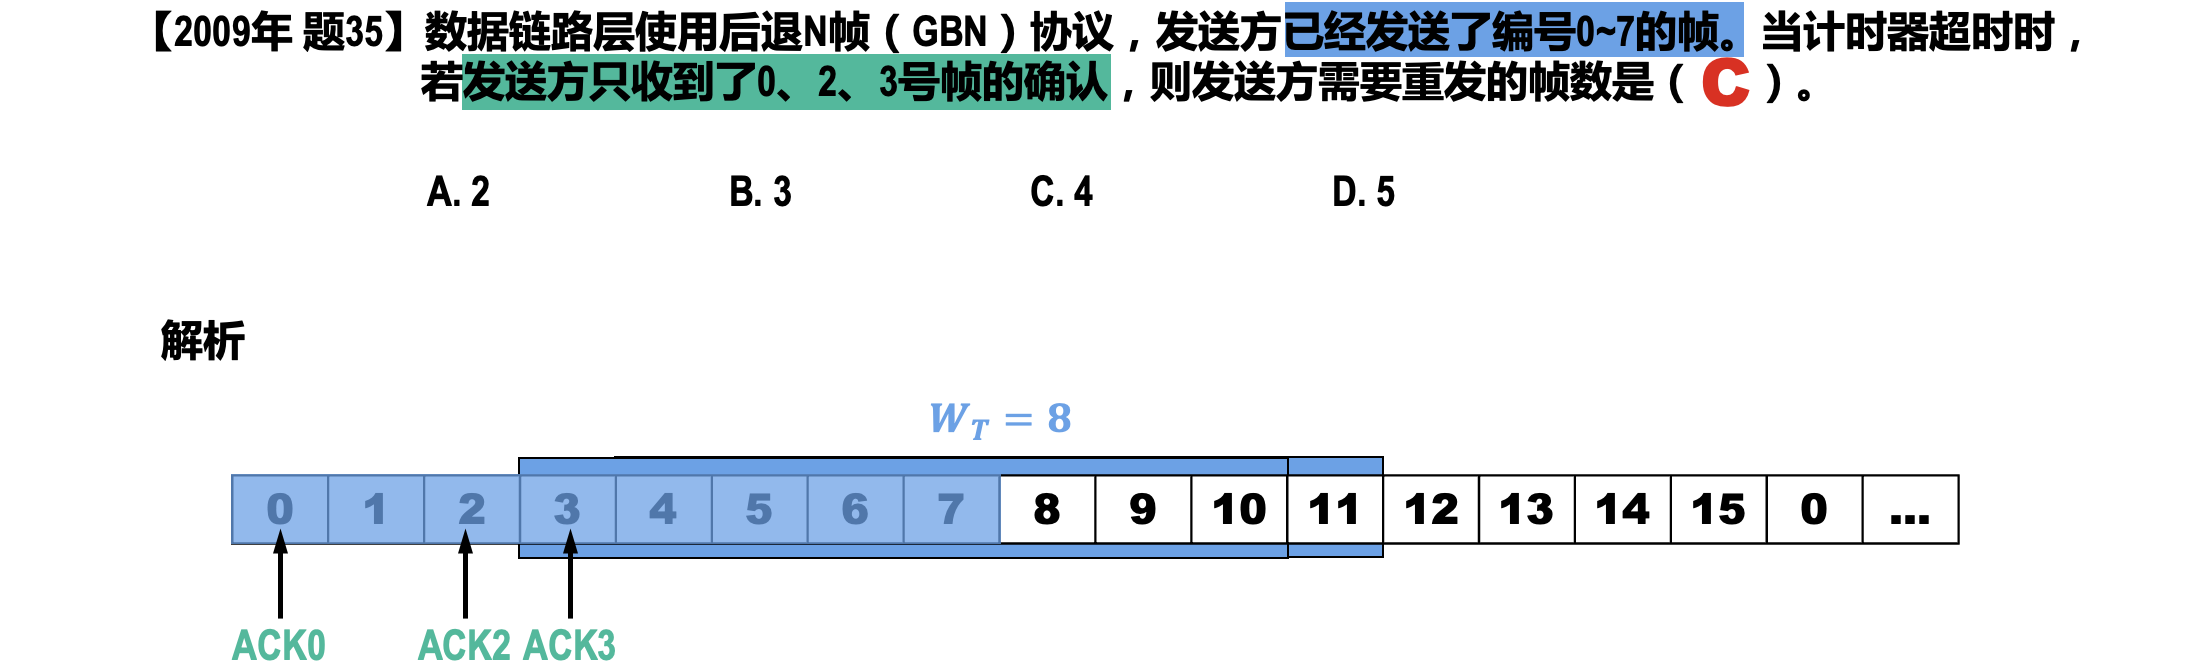 【2009年 题35】数据链路层使用后退N帧（GBN）协议，发送方已经发送了编号0~7的帧。当计时器超时时，
若发送方只收到了0、2、3号帧的确认，则发送方需要重发的帧数是（ C ）。
A. 2 B. 3 C. 4 D. 5
解析
W_T = 8
0 1 2 3 4 5 6 7 8 9 10 11 12 13 14 15 0 ...
ACK0 ACK2 ACK3